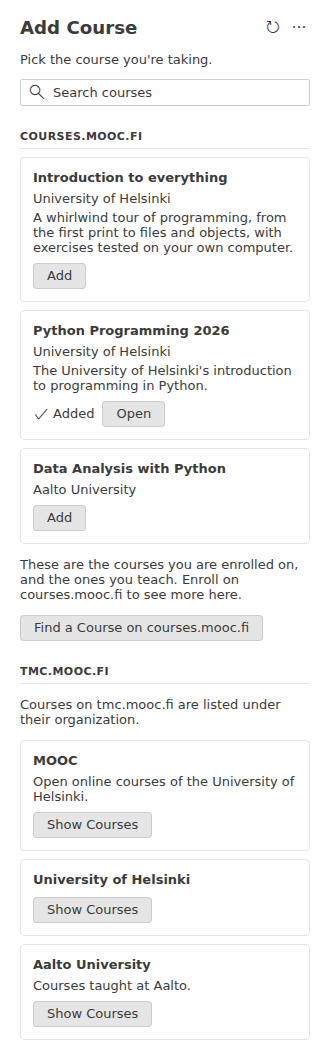 Add Course
Pick the course you're taking.
Search courses
COURSES.MOOC.FI
Introduction to everything
University of Helsinki
A whirlwind tour of programming, from
the first print to files and objects, with
exercises tested on your own computer.
Add
Python Programming 2026
University of Helsinki
The University of Helsinki's introduction
to programming in Python.
Added Open
Data Analysis with Python
Aalto University
Add
These are the courses you are enrolled on,
and the ones you teach. Enroll on
courses.mooc.fi to see more here.
Find a Course on courses.mooc.fi
TMC.MOOC.FI
Courses on tmc.mooc.fi are listed under
their organization.
MOOC
Open online courses of the University of
Helsinki.
Show Courses
University of Helsinki
Show Courses
Aalto University
Courses taught at Aalto.
Show Courses